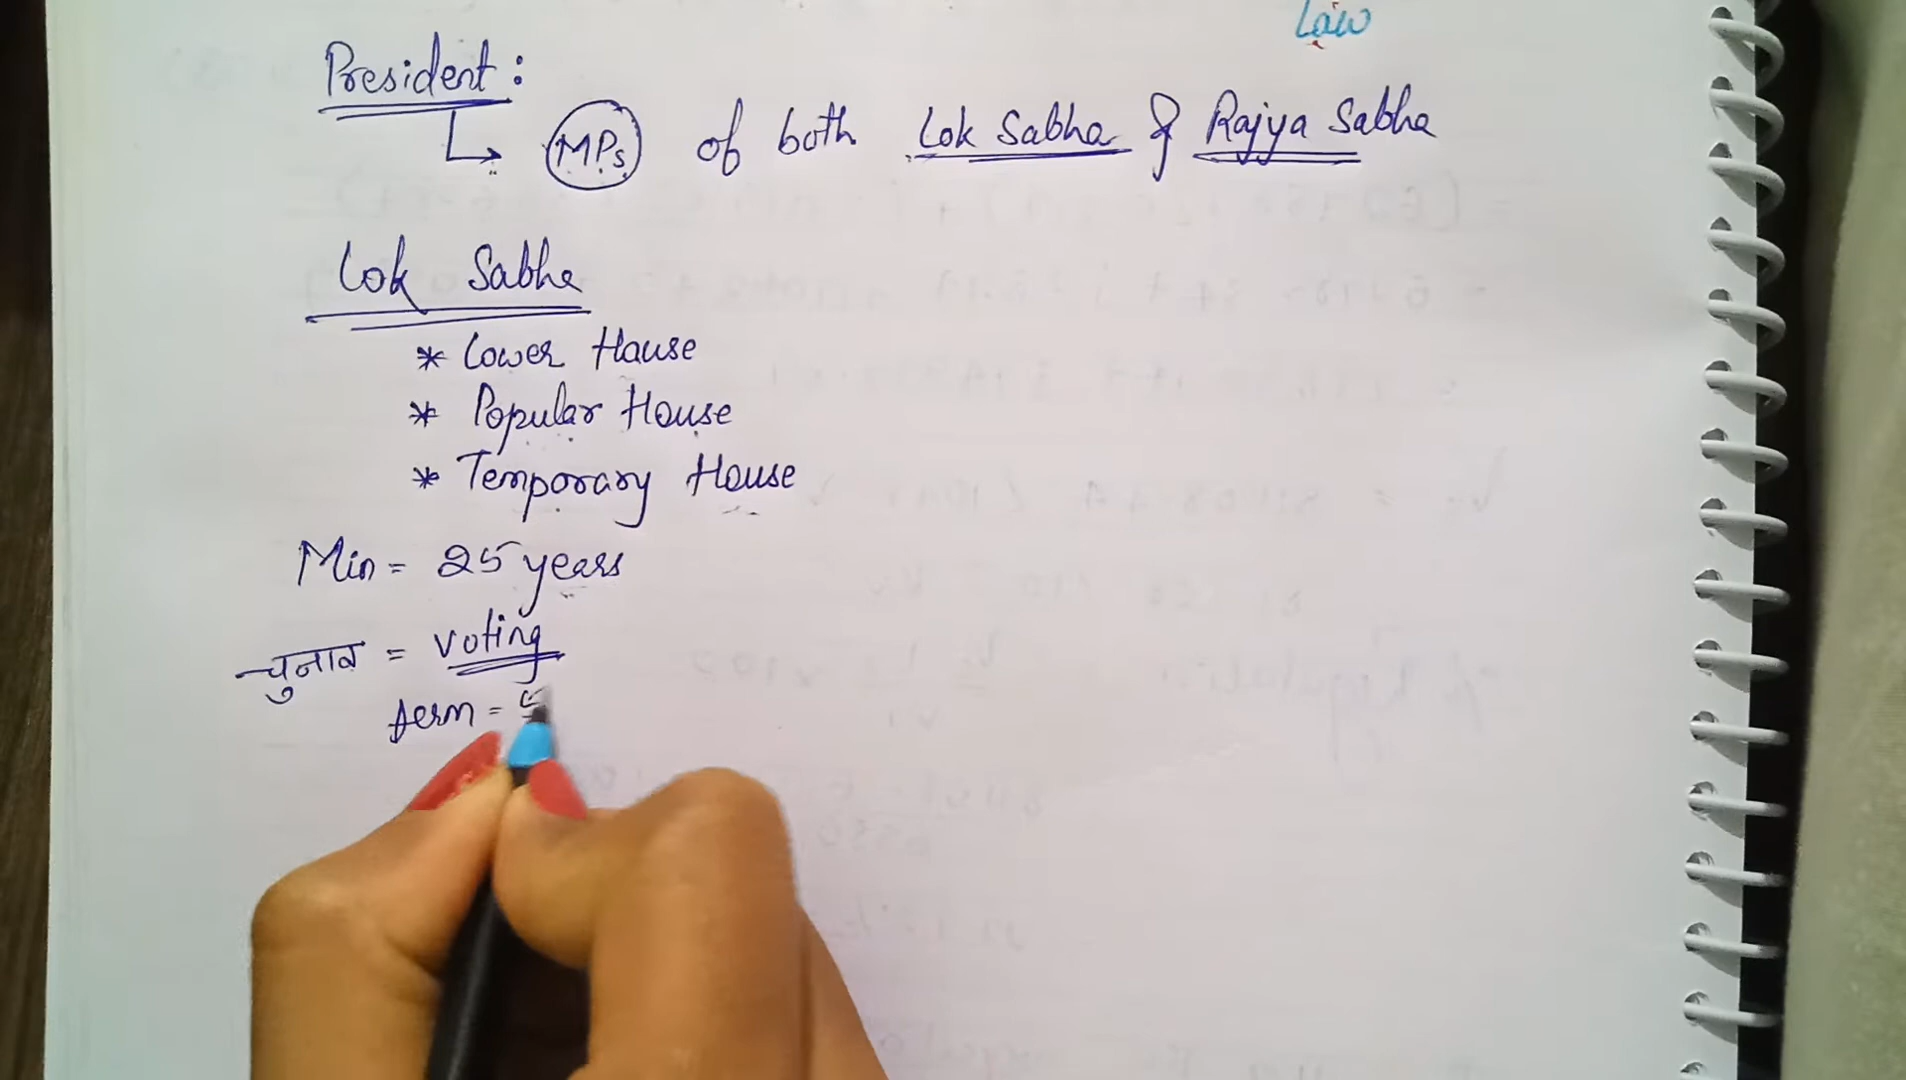 Law
President :
MPs of both Lok Sabha & Rajya Sabha
Lok Sabha
* Lower House
* Popular House
* Temporary House
Min = 25 years
चुनाव = voting
term = 5